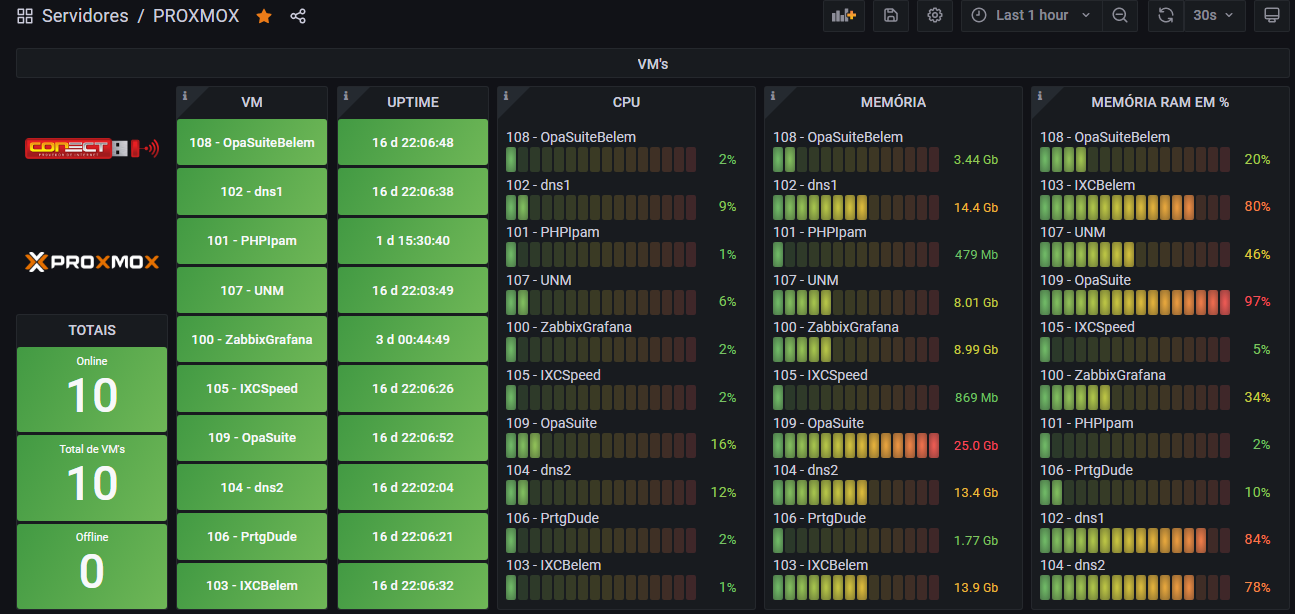 Servidores / PROXMOX
Last 1 hour
30s
VM's
CONECT
PROVEDOR DE INTERNET
PROXMOX
TOTAIS
Online
10
Total de VM's
10
Offline
0
VM
108 - OpaSuiteBelem
102 - dns1
101 - PHPIpam
107 - UNM
100 - ZabbixGrafana
105 - IXCSpeed
109 - OpaSuite
104 - dns2
106 - PrtgDude
103 - IXCBelem
UPTIME
16 d 22:06:48
16 d 22:06:38
1 d 15:30:40
16 d 22:03:49
3 d 00:44:49
16 d 22:06:26
16 d 22:06:52
16 d 22:02:04
16 d 22:06:21
16 d 22:06:32
CPU
108 - OpaSuiteBelem
2%
102 - dns1
9%
101 - PHPIpam
1%
107 - UNM
6%
100 - ZabbixGrafana
2%
105 - IXCSpeed
2%
109 - OpaSuite
16%
104 - dns2
12%
106 - PrtgDude
2%
103 - IXCBelem
1%
MEMÓRIA
108 - OpaSuiteBelem
3.44 Gb
102 - dns1
14.4 Gb
101 - PHPIpam
479 Mb
107 - UNM
8.01 Gb
100 - ZabbixGrafana
8.99 Gb
105 - IXCSpeed
869 Mb
109 - OpaSuite
25.0 Gb
104 - dns2
13.4 Gb
106 - PrtgDude
1.77 Gb
103 - IXCBelem
13.9 Gb
MEMÓRIA RAM EM %
108 - OpaSuiteBelem
20%
103 - IXCBelem
80%
107 - UNM
46%
109 - OpaSuite
97%
105 - IXCSpeed
5%
100 - ZabbixGrafana
34%
101 - PHPIpam
2%
106 - PrtgDude
10%
102 - dns1
84%
104 - dns2
78%